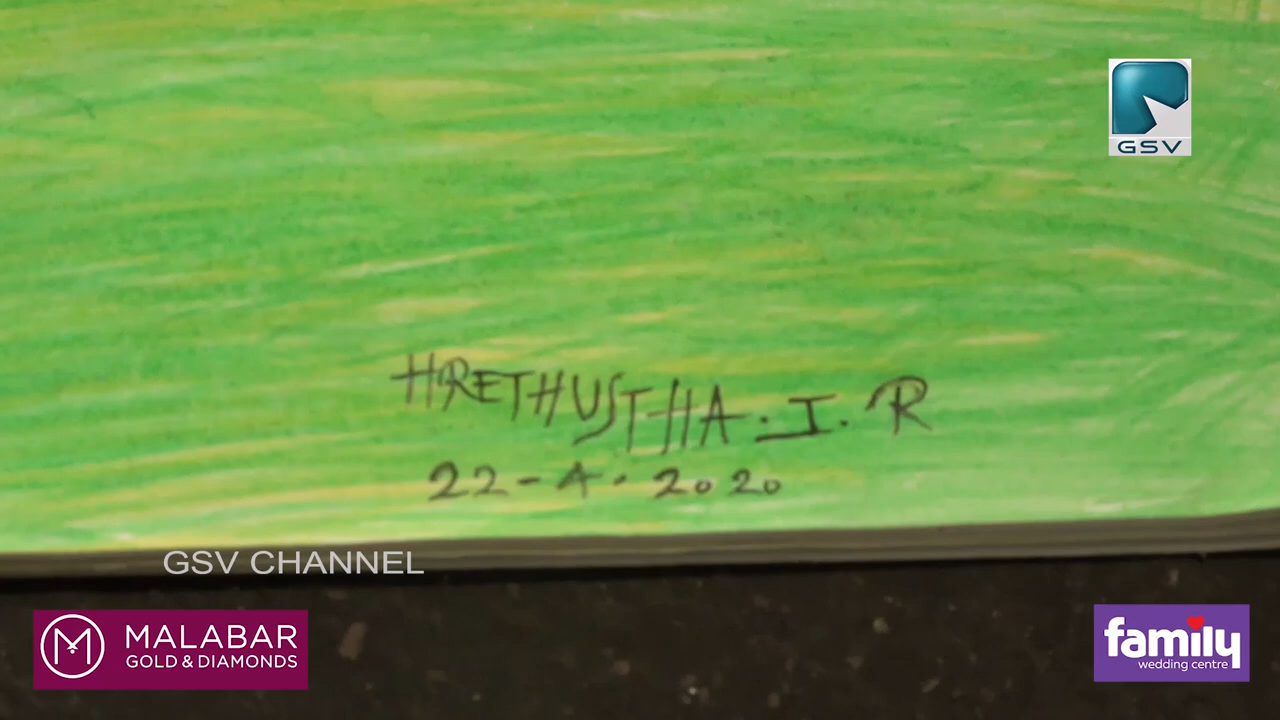 GSV
HRETHUSTHA. I. R
22-4.2020
GSV CHANNEL
MALABAR
GOLD & DIAMONDS
family
wedding centre